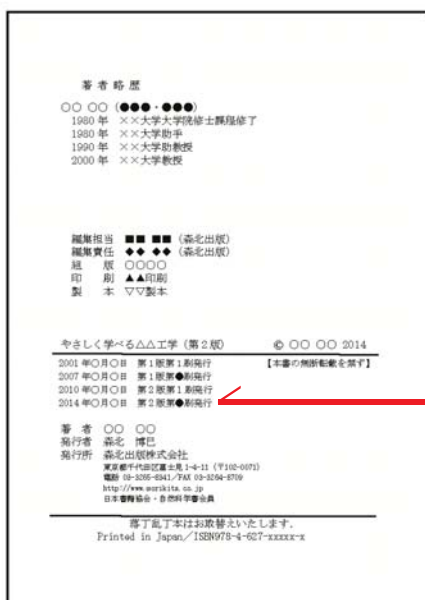 著 者 略 歴
○○ ○○ (●●●・●●●)
1980 年 ××大学大学院修士課程修了
1980 年 ××大学助手
1990 年 ××大学助教授
2000 年 ××大学教授
編集担当 ■■ ■■ (森北出版)
編集責任 ◆◆ ◆◆ (森北出版)
組 版 ○○○○
印 刷 ▲▲印刷
製 本 ▽▽製本
やさしく学べる△△工学 (第2版) © ○○ ○○ 2014
2001 年○月○日 第1版第1刷発行 【本書の無断転載を禁ず】
2007 年○月○日 第1版第●刷発行
2010 年○月○日 第2版第1刷発行
2014 年○月○日 第2版第●刷発行
著 者 ○○ ○○
発行者 森北 博巳
発行所 森北出版株式会社
東京都千代田区富士見 1-4-11 (〒102-0071)
電話 03-3265-8341/FAX 03-3264-8709
http://www.morikita.co.jp
日本書籍協会・自然科学書会員
落丁乱丁本はお取替えいたします.
Printed in Japan/ISBN978-4-627-xxxxx-x